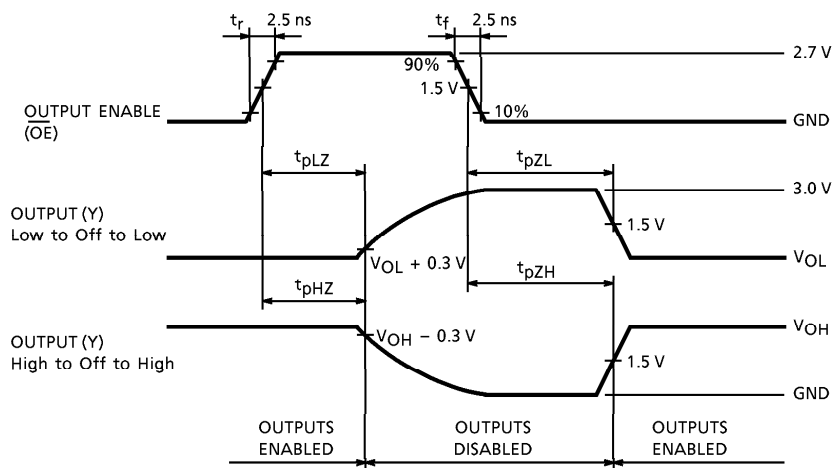 tr 2.5 ns tf 2.5 ns
2.7 V
90%
1.5 V
10%
OUTPUT ENABLE
(OE)
GND
tpLZ tpZL
3.0 V
OUTPUT (Y)
Low to Off to Low
1.5 V
VOL + 0.3 V
VOL
tpHZ tpZH
VOH
OUTPUT (Y)
High to Off to High
VOH − 0.3 V
1.5 V
GND
OUTPUTS ENABLED
OUTPUTS DISABLED
OUTPUTS ENABLED